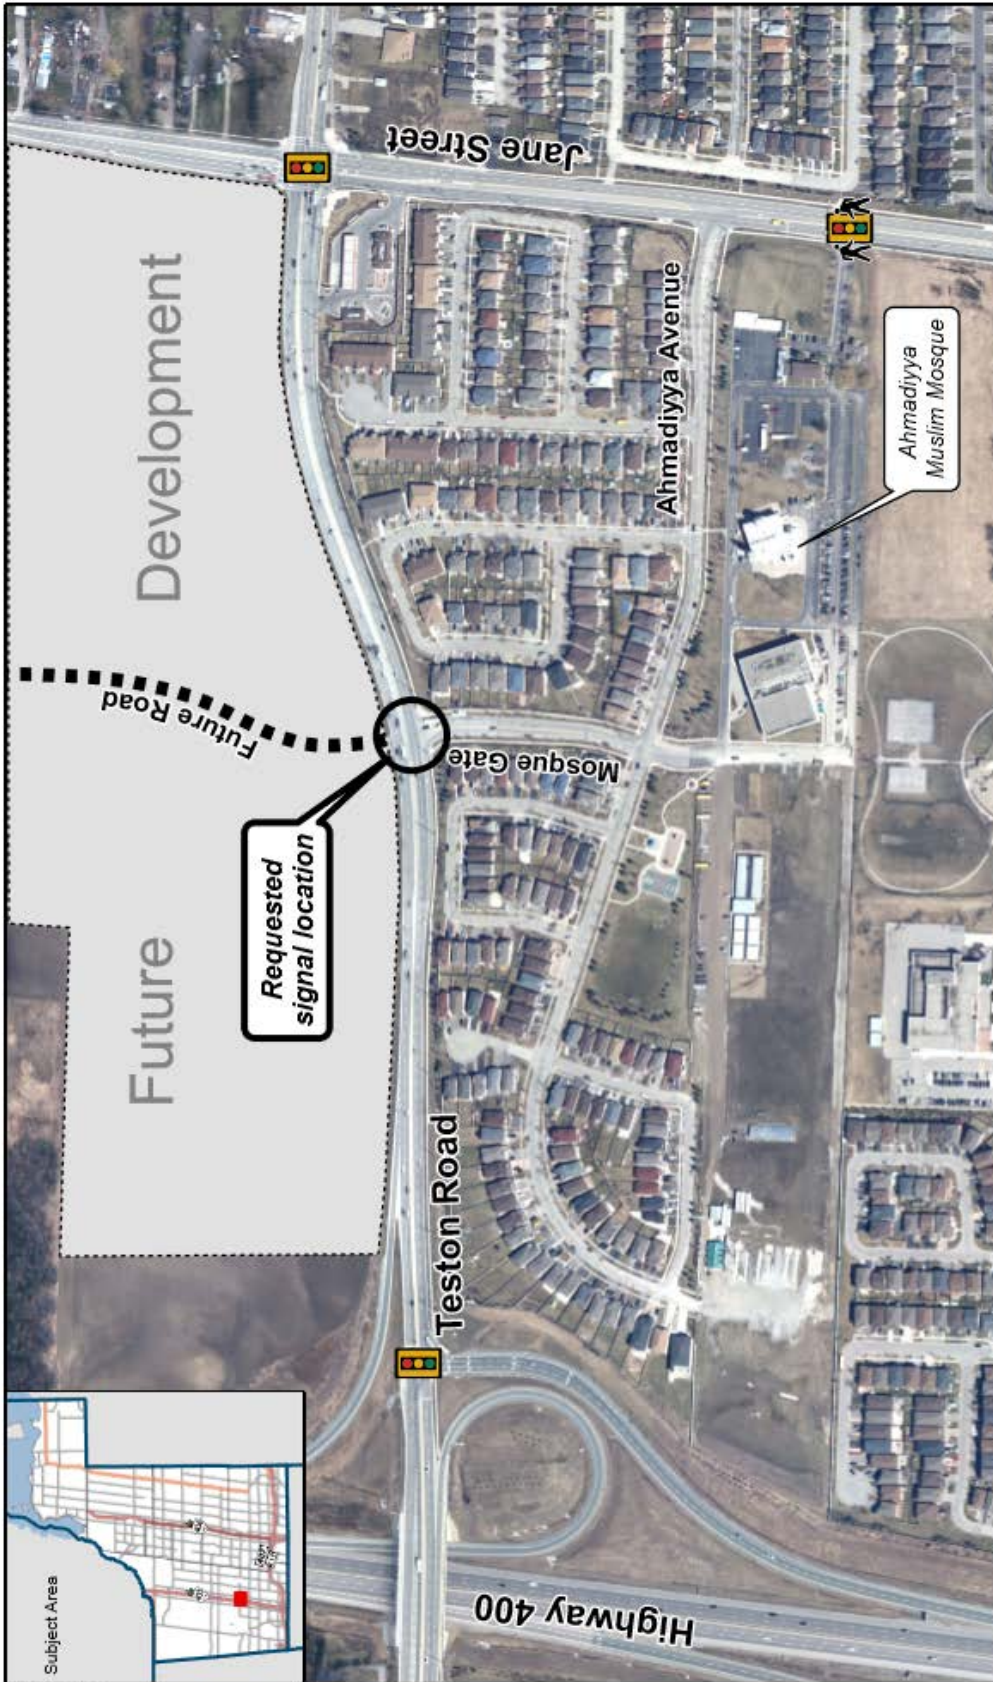 Jane Street
Future
Development
Future Road
Requested
signal location
Mosque Gate
Ahmadiyya Avenue
Ahmadiyya
Muslim Mosque
Teston Road
Highway 400
Subject Area